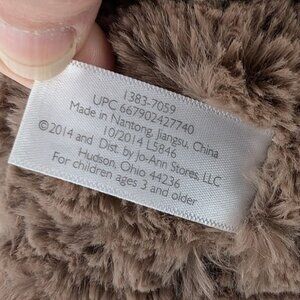 1383-7059
UPC 667902427740
Made in Nantong, Jiangsu, China
10/2014 L5846
©2014 and Dist. by Jo-Ann Stores, LLC
Hudson, Ohio 44236
For children ages 3 and older